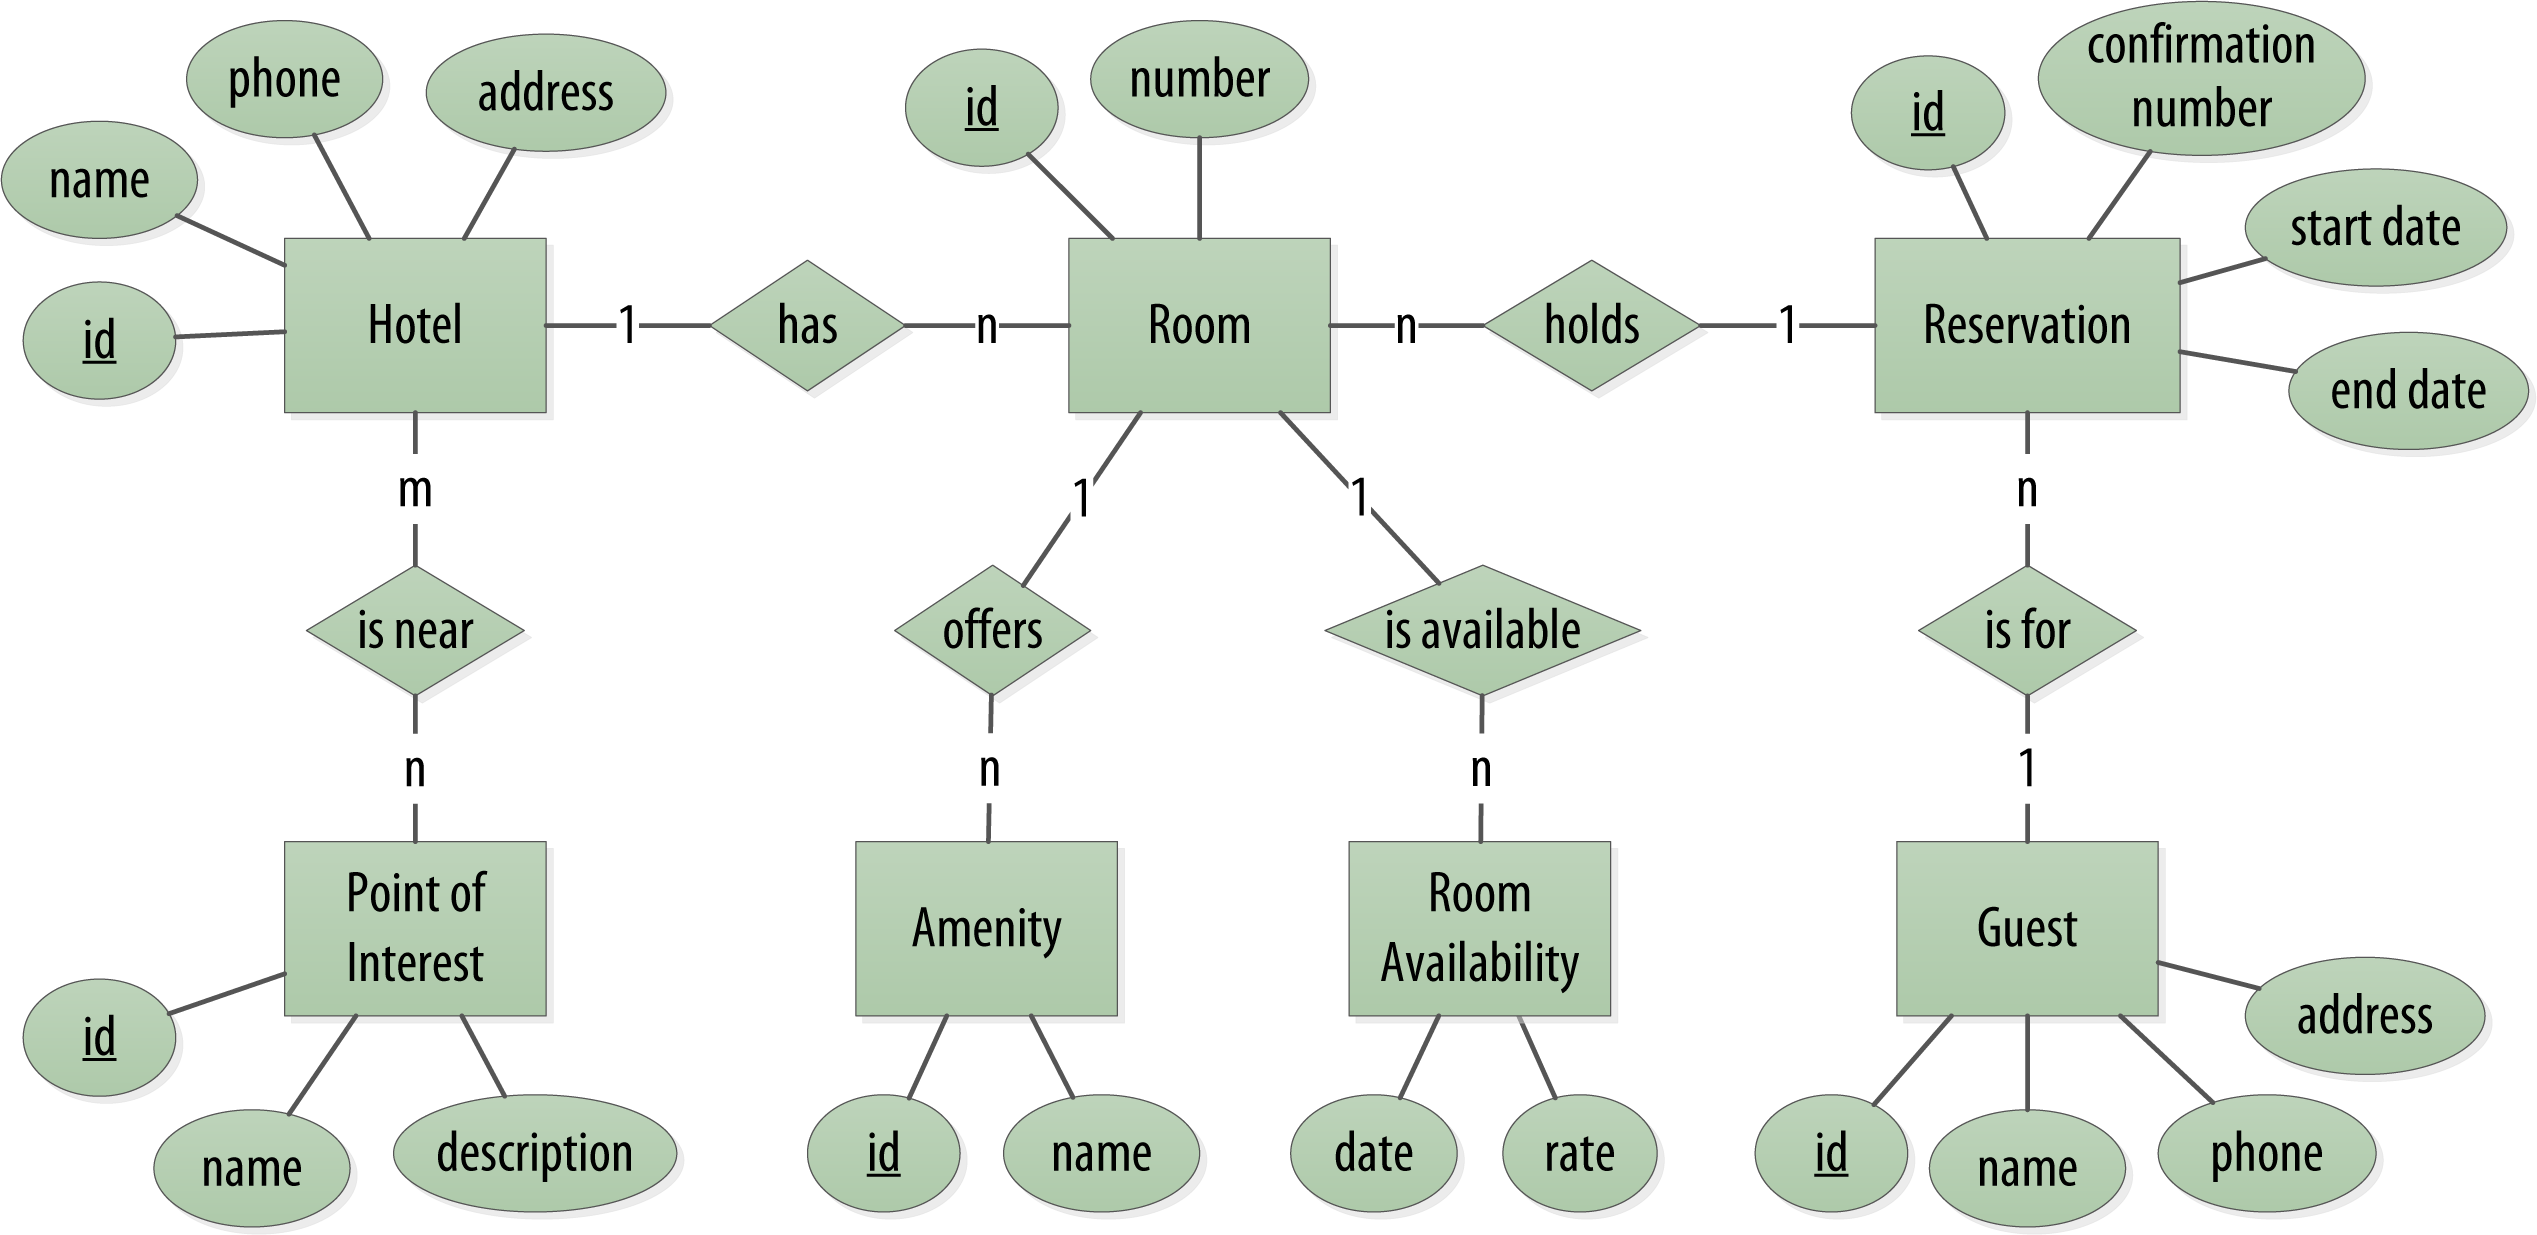 phone
address
name
id
Hotel
1
has
n
id
number
Room
n
holds
1
id
confirmation
number
start date
end date
Reservation
m
is near
n
1
offers
n
1
is available
n
n
is for
1
Point of
Interest
id
name
description
Amenity
id
name
Room
Availability
date
rate
Guest
address
id
name
phone